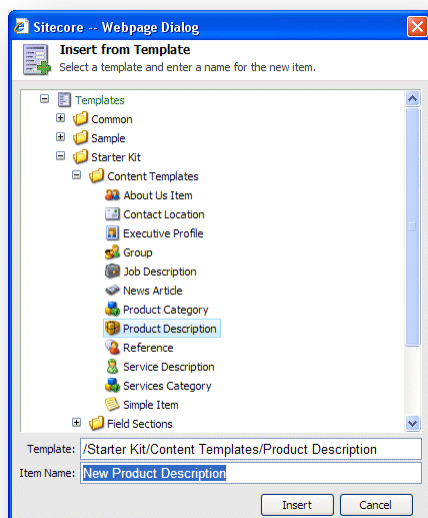 Sitecore -- Webpage Dialog
Insert from Template
Select a template and enter a name for the new item.
Templates
Common
Sample
Starter Kit
Content Templates
About Us Item
Contact Location
Executive Profile
Group
Job Description
News Article
Product Category
Product Description
Reference
Service Description
Services Category
Simple Item
Field Sections
Template: /Starter Kit/Content Templates/Product Description
Item Name: New Product Description
Insert Cancel